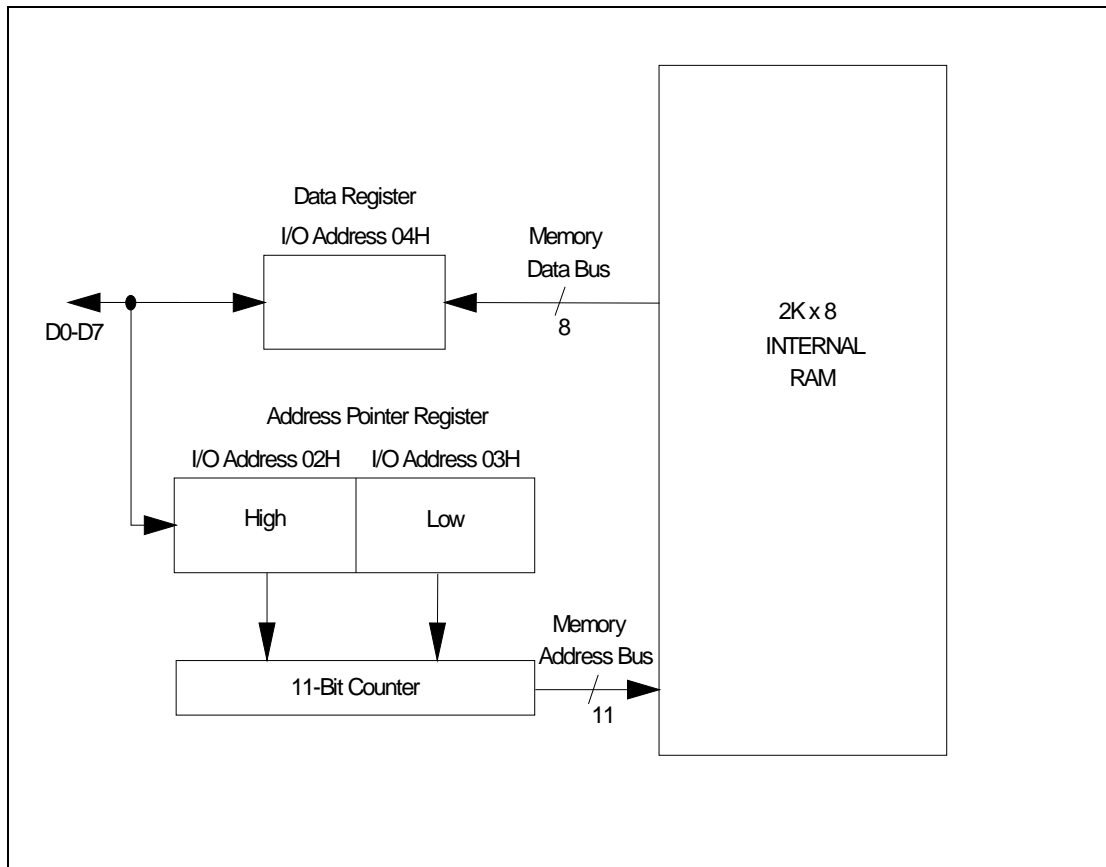 Data Register
I/O Address 04H
Memory
Data Bus
8
D0-D7
2K x 8
INTERNAL
RAM
Address Pointer Register
I/O Address 02H
I/O Address 03H
High
Low
Memory
Address Bus
11-Bit Counter
11